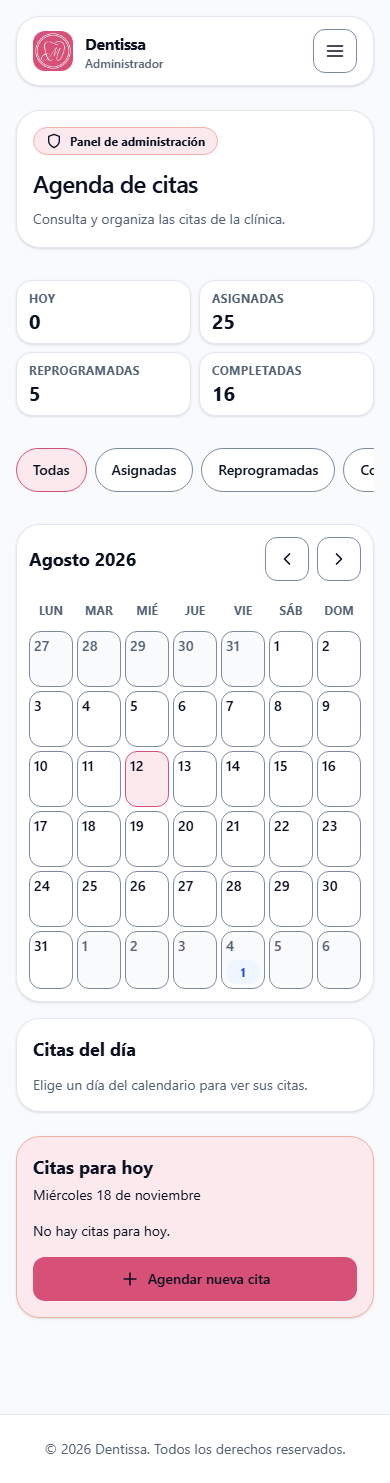 Dentissa
Administrador
Panel de administración
Agenda de citas
Consulta y organiza las citas de la clínica.
HOY
0
ASIGNADAS
25
REPROGRAMADAS
5
COMPLETADAS
16
Todas
Asignadas
Reprogramadas
Co
Agosto 2026
LUN MAR MIÉ JUE VIE SÁB DOM
27 28 29 30 31 1 2
3 4 5 6 7 8 9
10 11 12 13 14 15 16
17 18 19 20 21 22 23
24 25 26 27 28 29 30
31 1 2 3 4 5 6
1
Citas del día
Elige un día del calendario para ver sus citas.
Citas para hoy
Miércoles 18 de noviembre
No hay citas para hoy.
Agendar nueva cita
© 2026 Dentissa. Todos los derechos reservados.